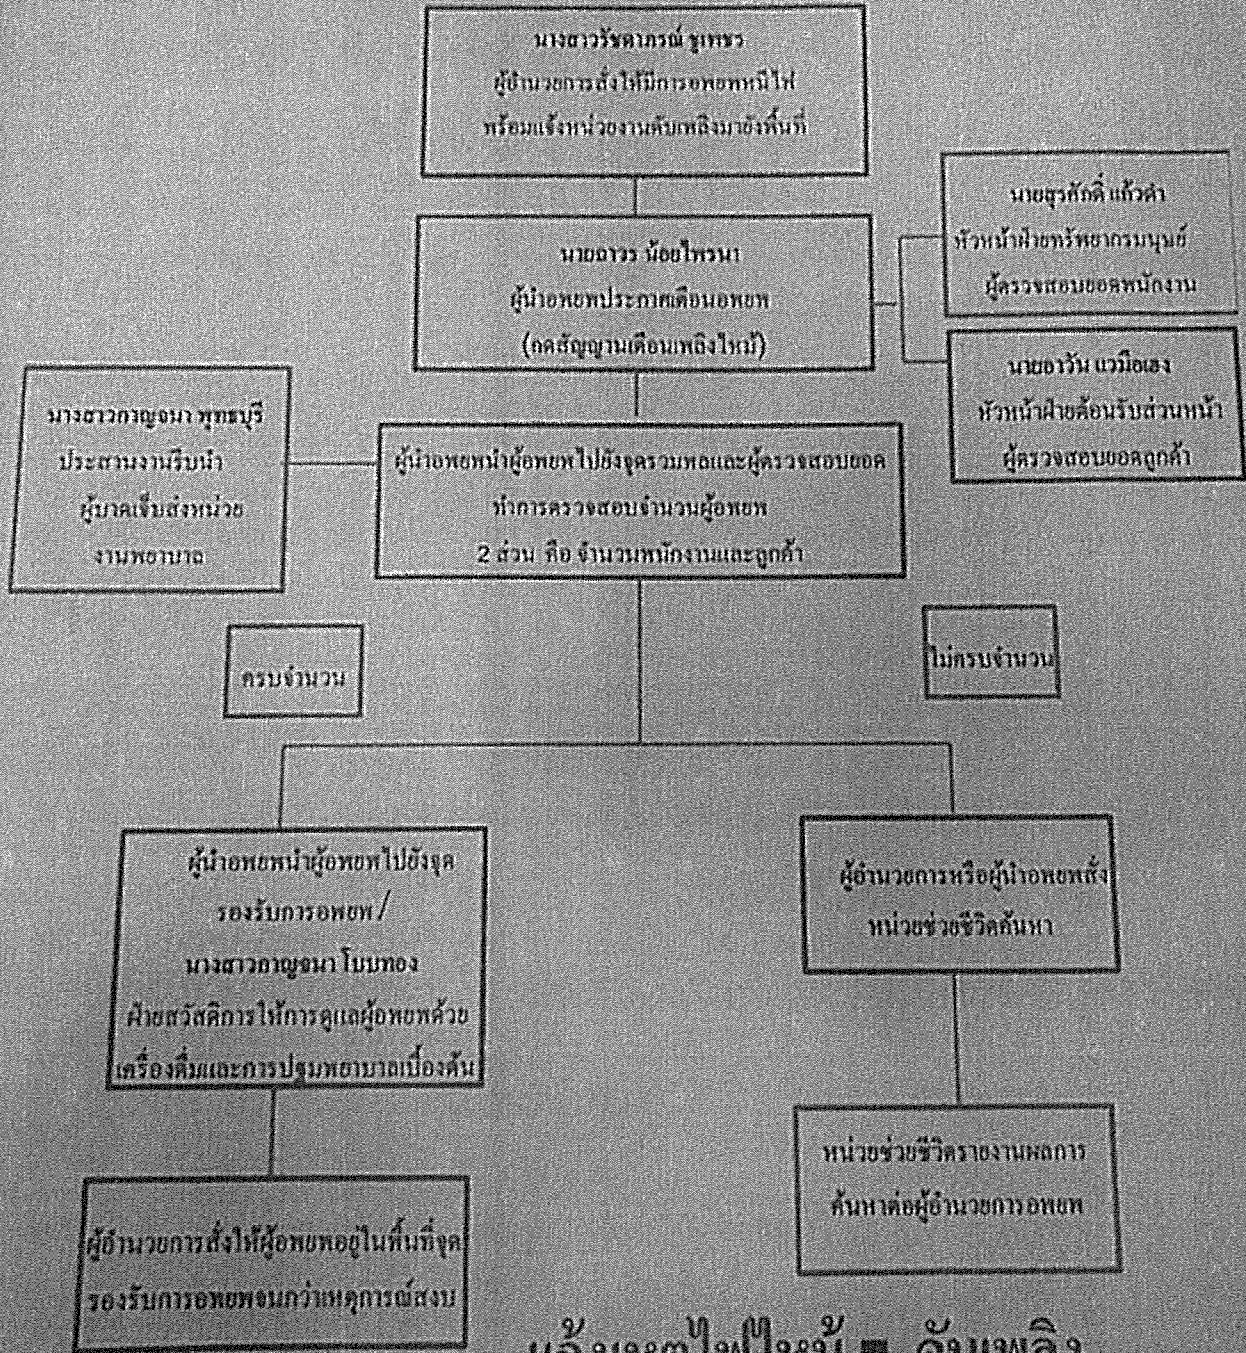 นางสาวรัชดาภรณ์ ชูเพชร
ผู้อำนวยการสั่งให้มีการอพยพหนีไฟ
พร้อมแจ้งหน่วยงานดับเพลิงมายังพื้นที่
นายสุรศักดิ์ แก้วดำ
หัวหน้าฝ่ายทรัพยากรมนุษย์
ผู้ตรวจสอบยอดพนักงาน
นายถาวร น้อยไพรนา
ผู้นำอพยพประกาศเตือนอพยพ
(กดสัญญานเตือนเพลิงไหม้)
นายอาวัน แวมือเลง
หัวหน้าฝ่ายต้อนรับส่วนหน้า
ผู้ตรวจสอบยอดลูกค้า
นางสาวกาญจนา พุทธบุรี
ประสานงานรีบนำ
ผู้บาดเจ็บส่งหน่วย
งานพยาบาล
ผู้นำอพยพนำผู้อพยพไปยังจุดรวมพลและผู้ตรวจสอบยอด
ทำการตรวจสอบจำนวนผู้อพยพ
2 ส่วน คือ จำนวนพนักงานและลูกค้า
ครบจำนวน
ไม่ครบจำนวน
ผู้นำอพยพนำผู้อพยพไปยังจุด
รองรับการอพยพ /
นางสาวกาญจนา โบบทอง
ฝ่ายสวัสดิการให้การดูแลผู้อพยพด้วย
เครื่องดื่มและการปฐมพยาบาลเบื้องต้น
ผู้อำนวยการหรือผู้นำอพยพสั่ง
หน่วยช่วยชีวิตค้นหา
หน่วยช่วยชีวิตรายงานผลการ
ค้นหาต่อผู้อำนวยการอพยพ
ผู้อำนวยการสั่งให้ผู้อพยพอยู่ในพื้นที่จุด
รองรับการอพยพจนกว่าเหตุการณ์สงบ